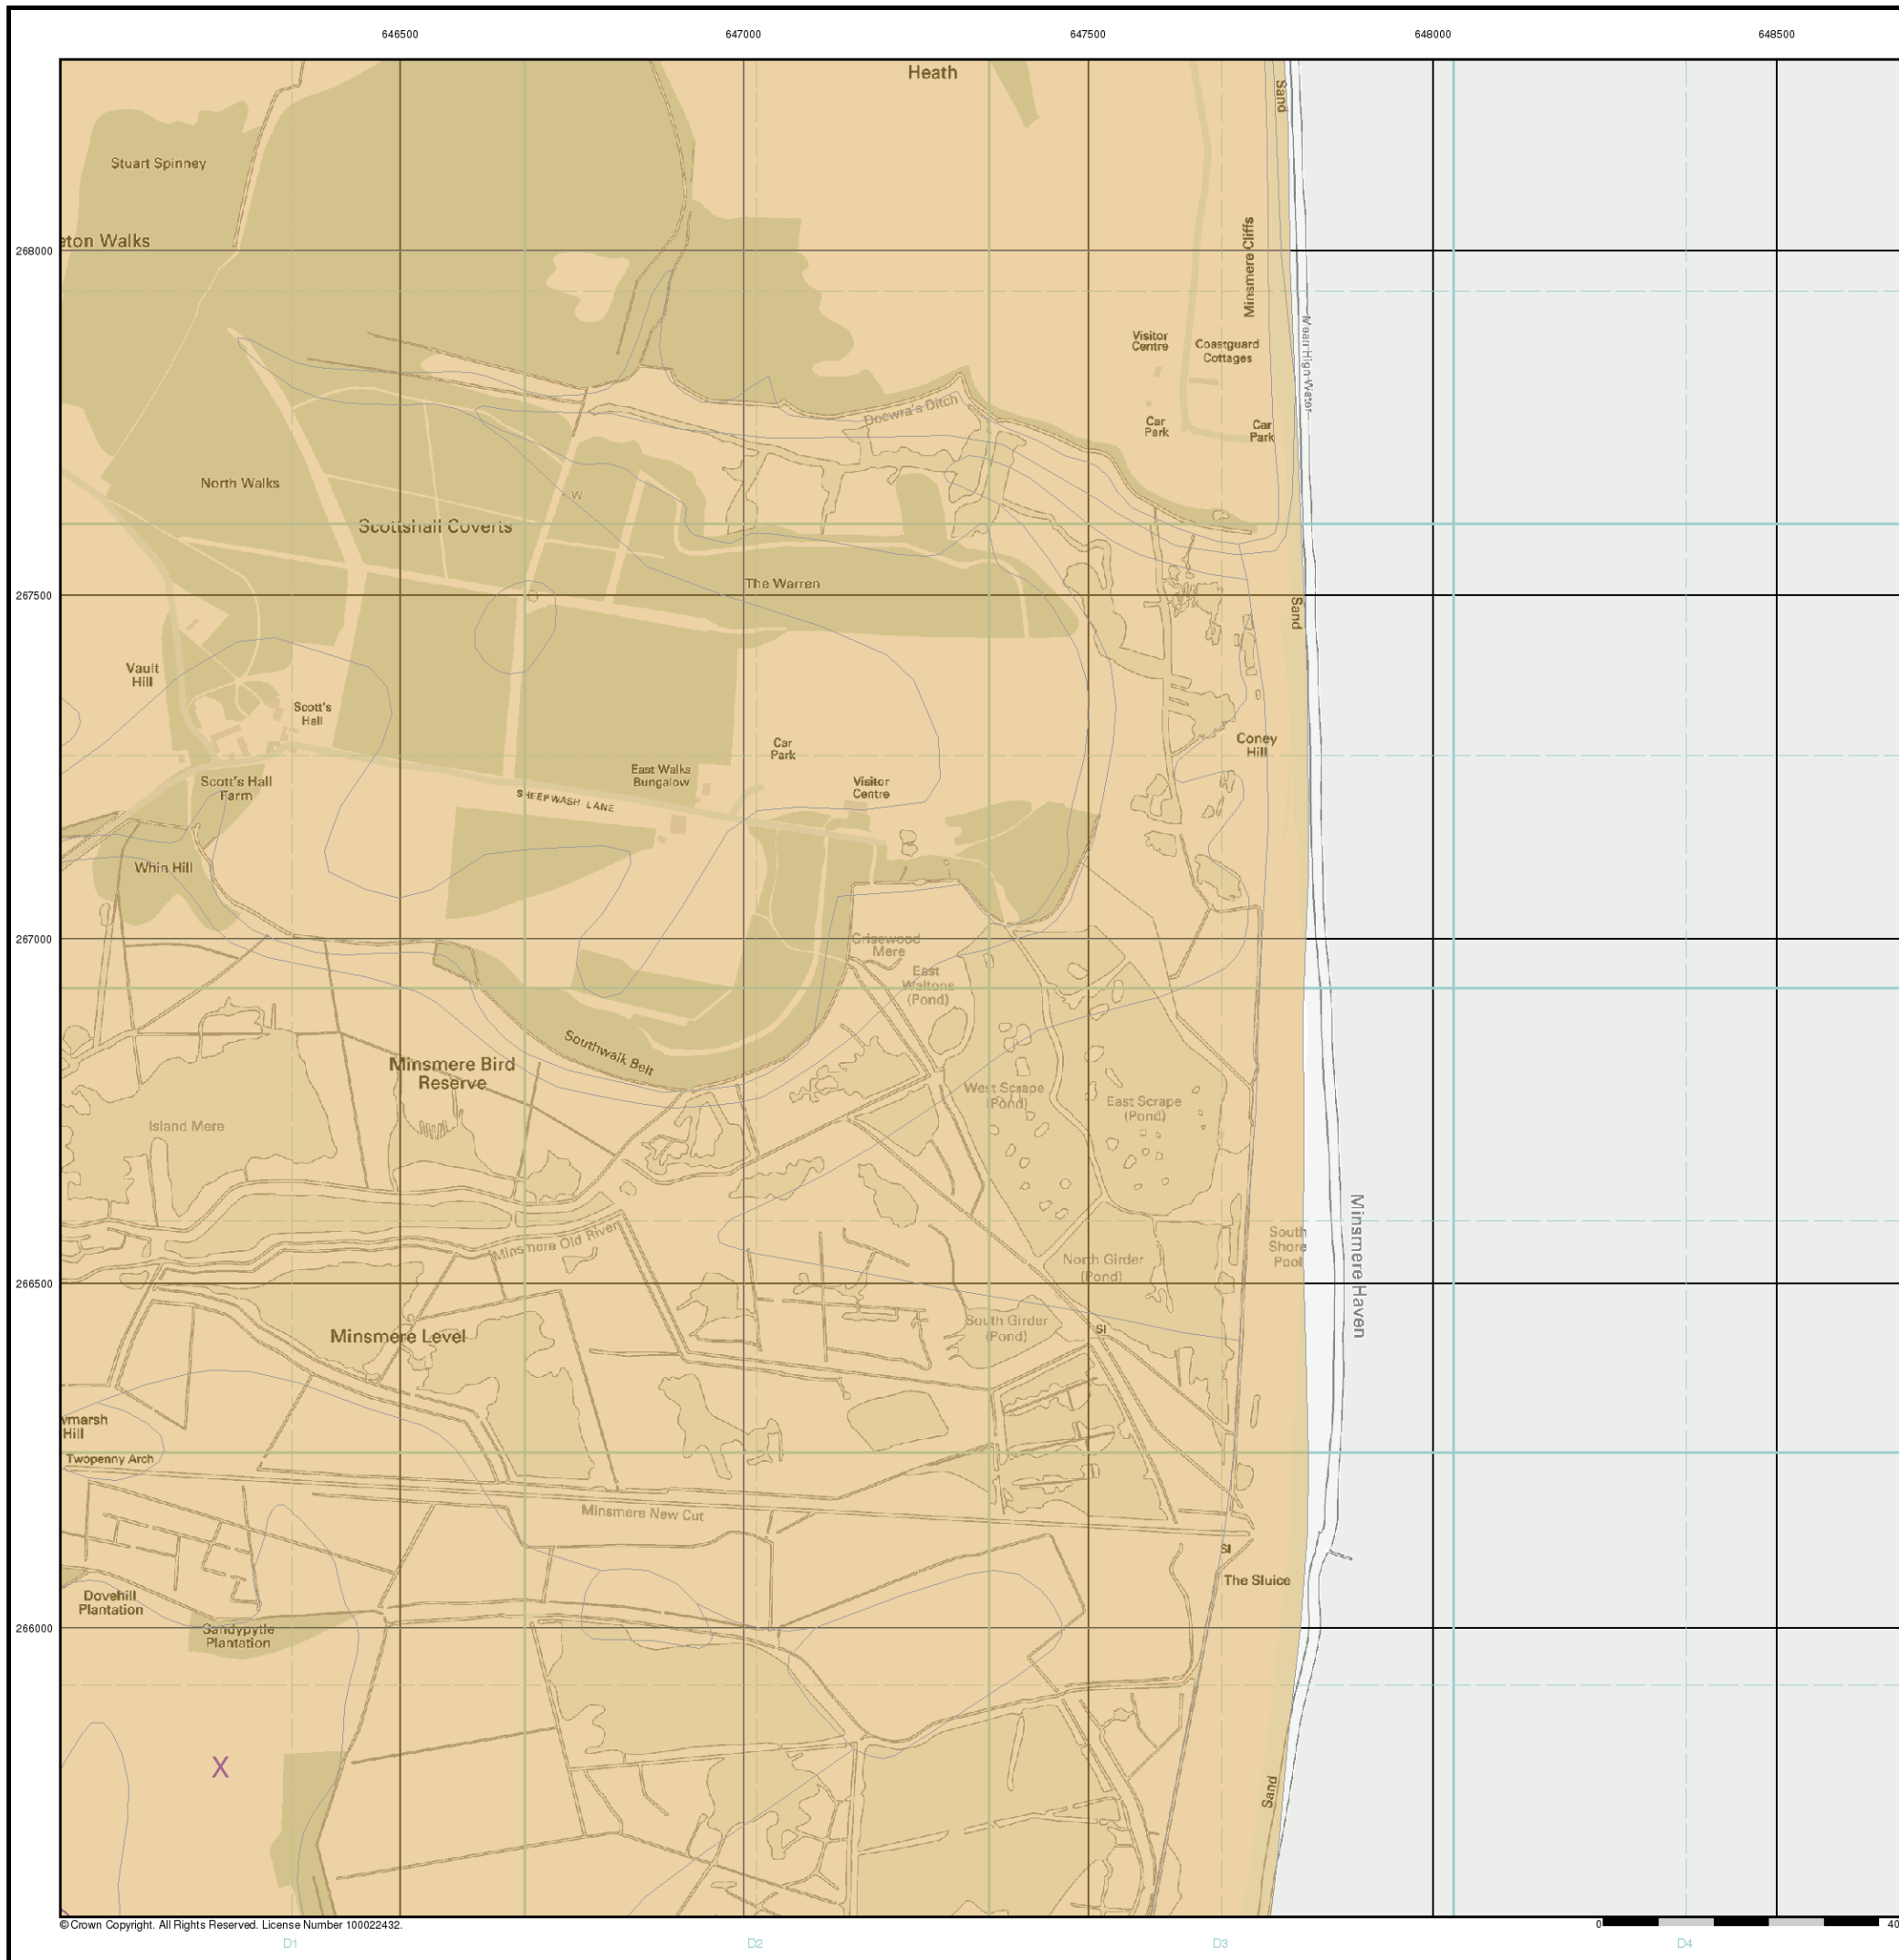 646500
647000
647500
648000
648500
Heath
Sand
Stuart Spinney
eton Walks
268000
Minsmere Cliffs
Visitor
Centre
Coastguard
Cottages
Mean High Water
Docwra's Ditch
Car
Park
Car
Park
North Walks
W
Scottshall Coverts
The Warren
267500
Sand
Vault
Hill
Scott's
Hall
Coney
Hill
Car
Park
East Walks
Bungalow
Visitor
Centre
Scott's Hall
Farm
SHEEPWASH LANE
Whin Hill
267000
Grisewood
Mere
East
Waltons
(Pond)
Southwalk Belt
Minsmere Bird
Reserve
West Scrape
(Pond)
East Scrape
(Pond)
Island Mere
Minsmere Old River
South
Shore
Pool
Minsmere Haven
North Girder
(Pond)
266500
South Girder
(Pond)
Sl
Minsmere Level
wmarsh
Hill
Twopenny Arch
Minsmere New Cut
Sl
The Sluice
Dovehill
Plantation
Sandypytle
Plantation
266000
X
Sand
© Crown Copyright. All Rights Reserved. License Number 100022432.
0
40
D1
D2
D3
D4